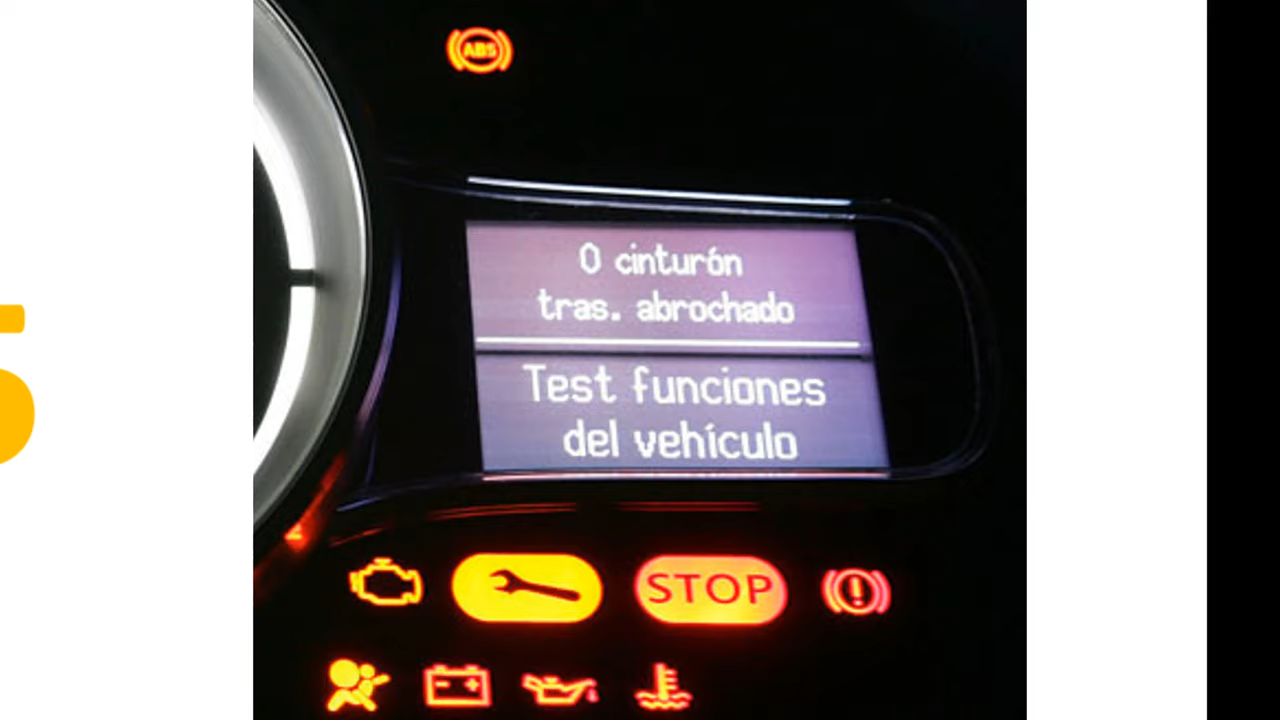 ABS
0 cinturón
tras. abrochado
Test funciones
del vehículo
STOP